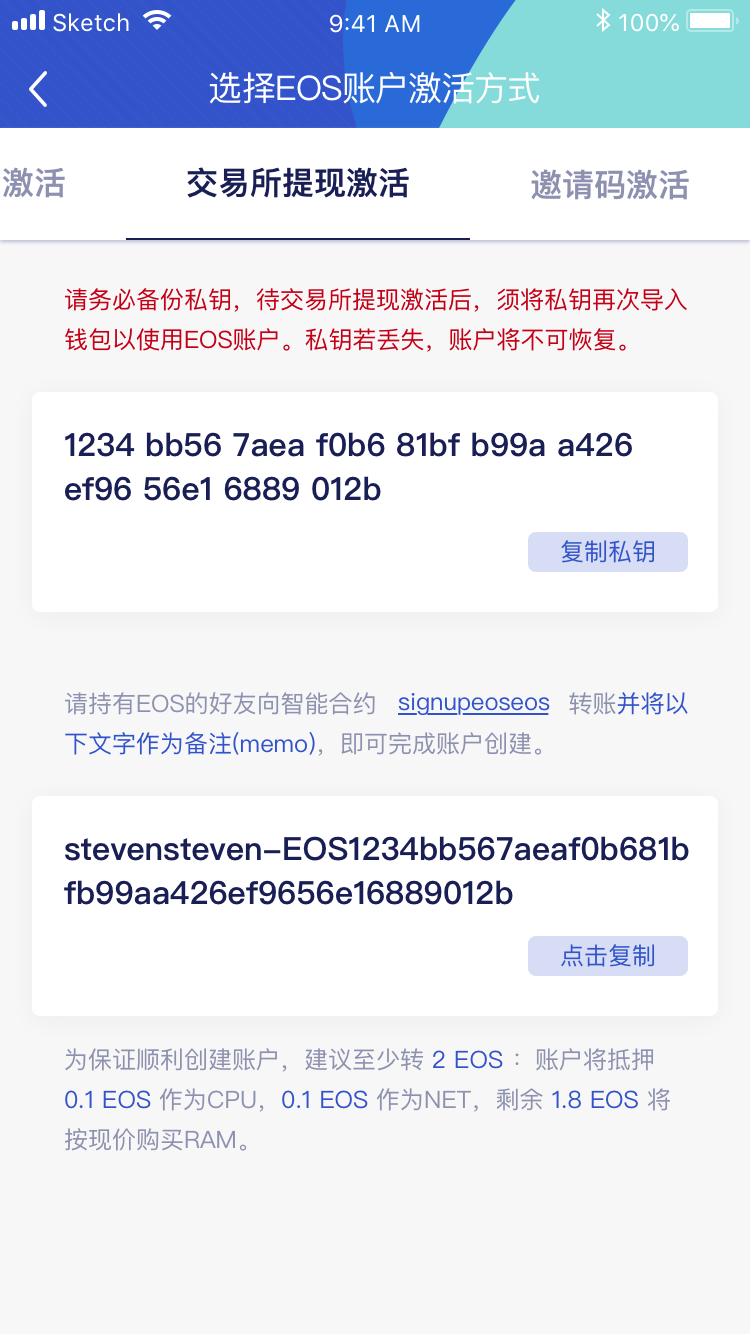 Sketch 9:41 AM 100%
选择EOS账户激活方式
激活 交易所提现激活 邀请码激活
请务必备份私钥，待交易所提现激活后，须将私钥再次导入
钱包以使用EOS账户。私钥若丢失，账户将不可恢复。
1234 bb56 7aea f0b6 81bf b99a a426
ef96 56e1 6889 012b
复制私钥
请持有EOS的好友向智能合约 signupeoseos 转账并将以
下文字作为备注(memo)，即可完成账户创建。
stevensteven–EOS1234bb567aeaf0b681b
fb99aa426ef9656e16889012b
点击复制
为保证顺利创建账户，建议至少转 2 EOS ：账户将抵押
0.1 EOS 作为CPU，0.1 EOS 作为NET，剩余 1.8 EOS 将
按现价购买RAM。